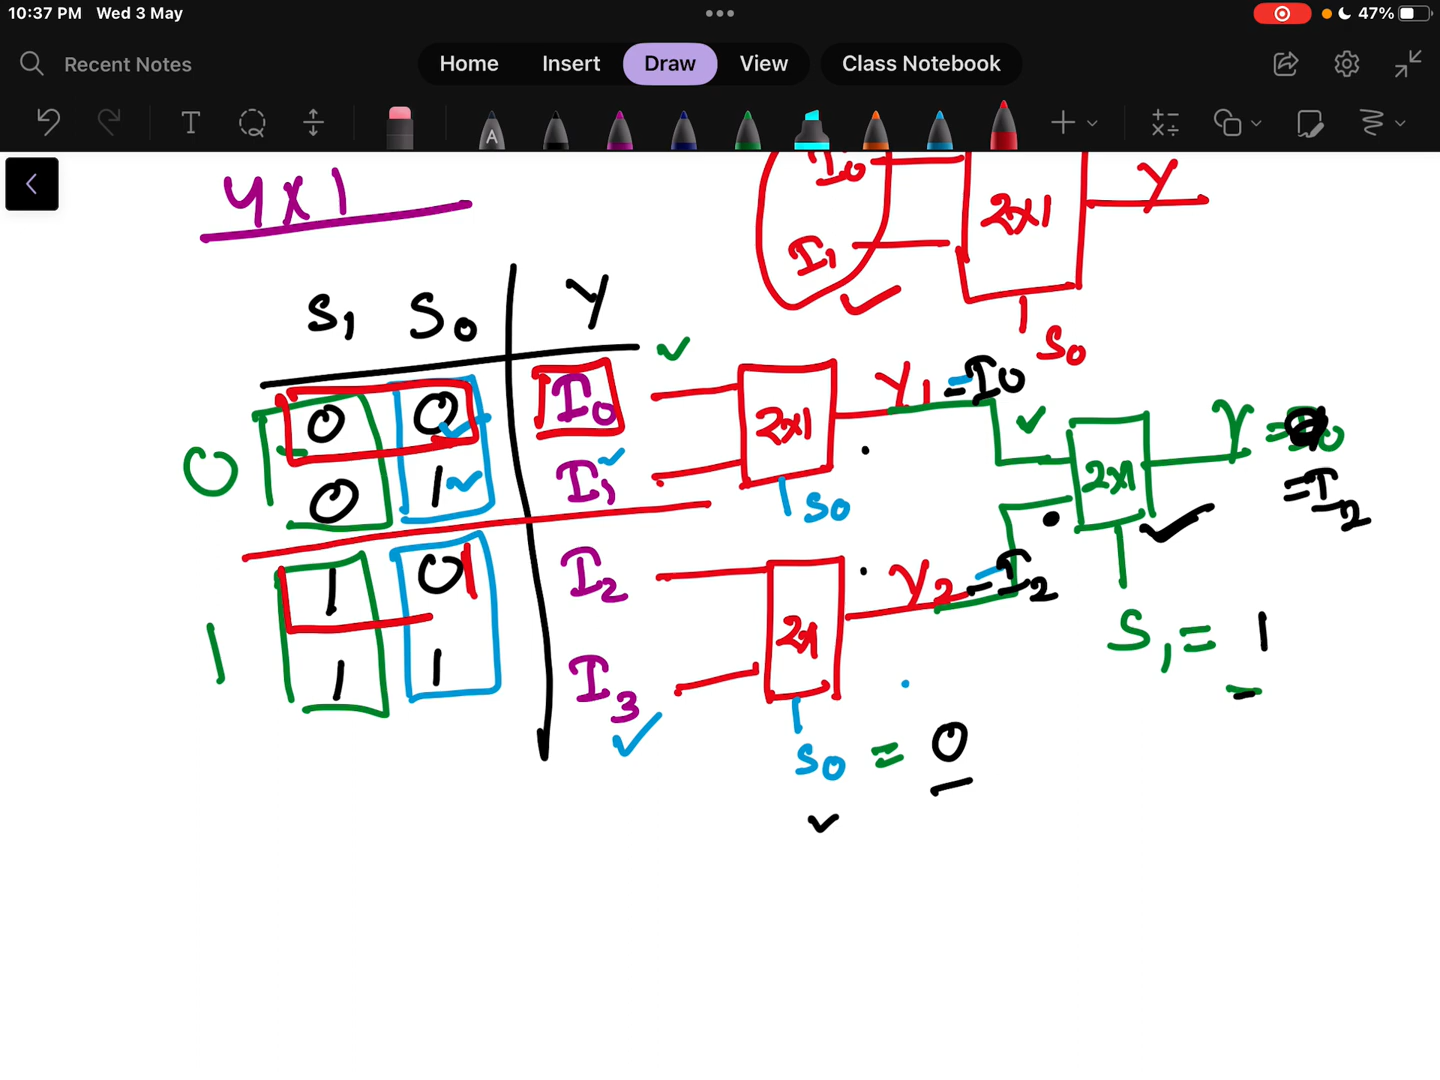 10:37 PM Wed 3 May
47%
Recent Notes
Home Insert Draw View Class Notebook
T
A
4x1
I0
I1
2x1
Y
S0
S1 S0 Y
0 0 I0
0 1 I1
1 0 I2
1 1 I3
0
1
2x1
S0
Y1 = I0
2x1
S0 = 0
Y2 = I2
2x1
S1 = 1
Y =
= I2